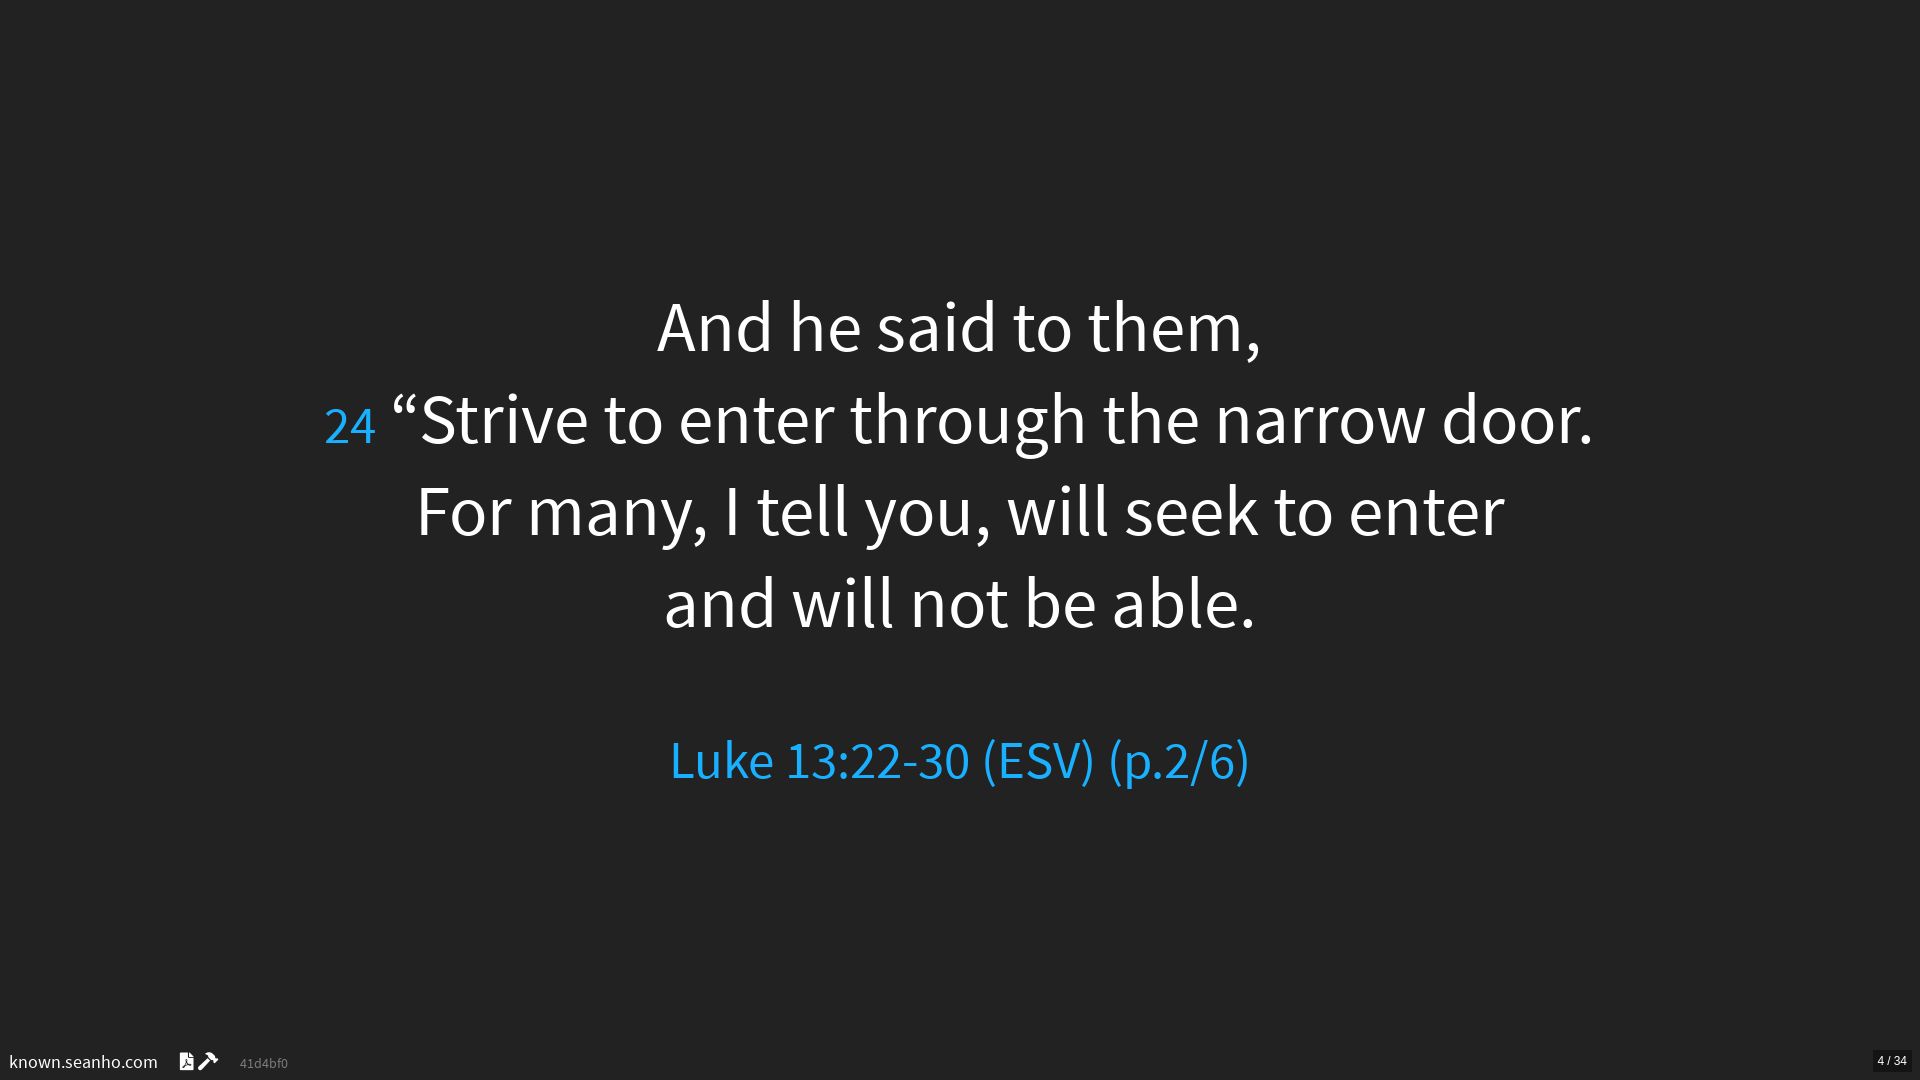 And he said to them,
24 “Strive to enter through the narrow door.
For many, I tell you, will seek to enter
and will not be able.
Luke 13:22-30 (ESV) (p.2/6)
known.seanho.com 41d4bf0
4 / 34